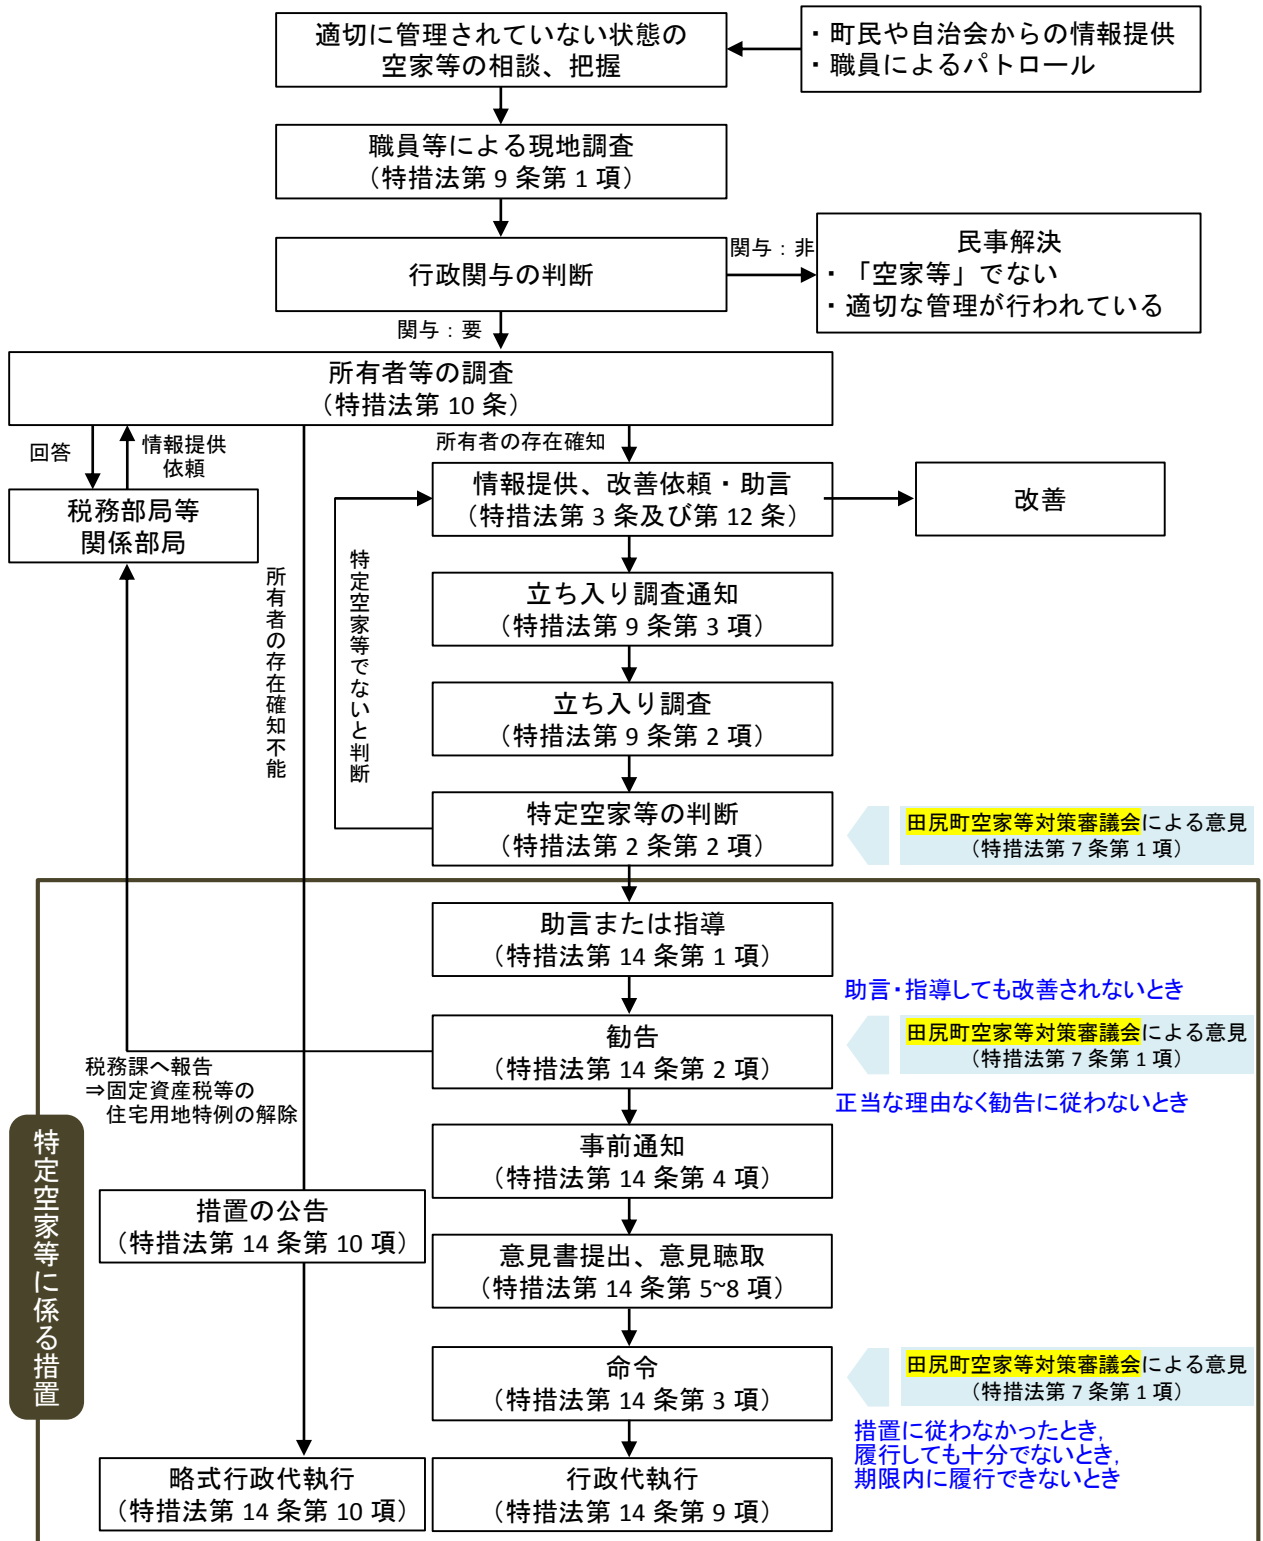 適切に管理されていない状態の
空家等の相談、把握
・町民や自治会からの情報提供
・職員によるパトロール
職員等による現地調査
（特措法第 9 条第 1 項）
行政関与の判断
関与：非
民事解決
・「空家等」でない
・適切な管理が行われている
関与：要
所有者等の調査
（特措法第 10 条）
回答
情報提供
依頼
所有者の存在確知
税務部局等
関係部局
情報提供、改善依頼・助言
（特措法第 3 条及び第 12 条）
改善
所有者の存在確知不能
特定空家等でないと判断
立ち入り調査通知
（特措法第 9 条第 3 項）
立ち入り調査
（特措法第 9 条第 2 項）
特定空家等の判断
（特措法第 2 条第 2 項）
田尻町空家等対策審議会による意見
（特措法第 7 条第 1 項）
助言または指導
（特措法第 14 条第 1 項）
助言・指導しても改善されないとき
勧告
（特措法第 14 条第 2 項）
田尻町空家等対策審議会による意見
（特措法第 7 条第 1 項）
税務課へ報告
⇒固定資産税等の
住宅用地特例の解除
正当な理由なく勧告に従わないとき
特定空家等に係る措置
事前通知
（特措法第 14 条第 4 項）
措置の公告
（特措法第 14 条第 10 項）
意見書提出、意見聴取
（特措法第 14 条第 5~8 項）
命令
（特措法第 14 条第 3 項）
田尻町空家等対策審議会による意見
（特措法第 7 条第 1 項）
措置に従わなかったとき,
履行しても十分でないとき,
期限内に履行できないとき
略式行政代執行
（特措法第 14 条第 10 項）
行政代執行
（特措法第 14 条第 9 項）